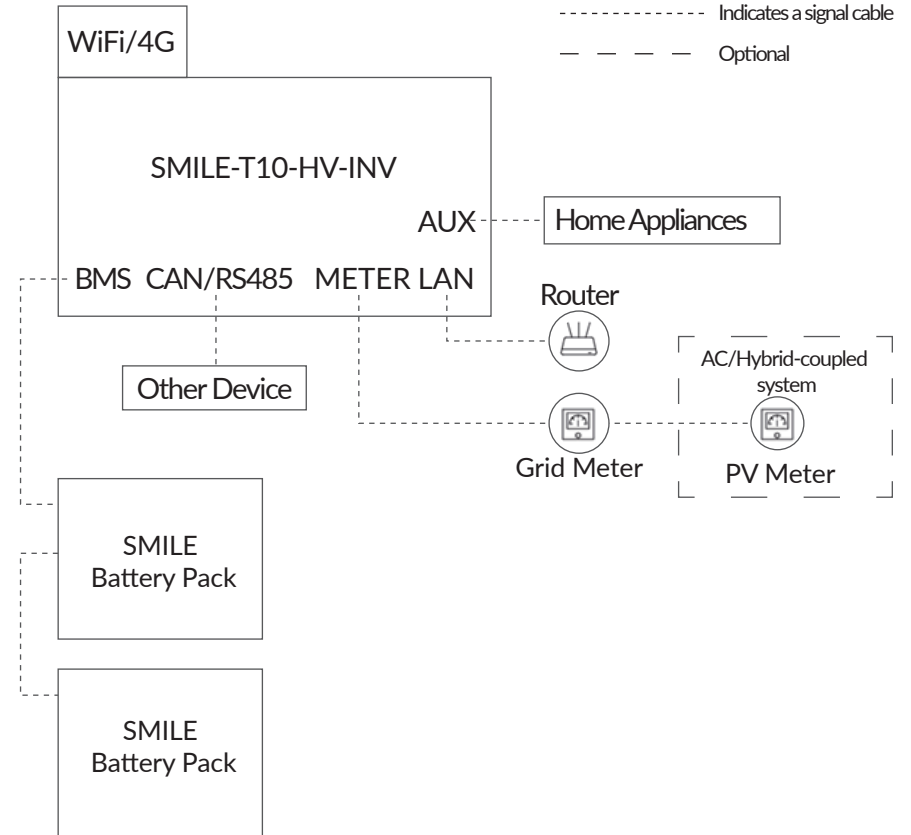 Indicates a signal cable
Optional
WiFi/4G
SMILE-T10-HV-INV
AUX
Home Appliances
BMS CAN/RS485 METER LAN
Router
AC/Hybrid-coupled
system
Other Device
Grid Meter
PV Meter
SMILE
Battery Pack
SMILE
Battery Pack